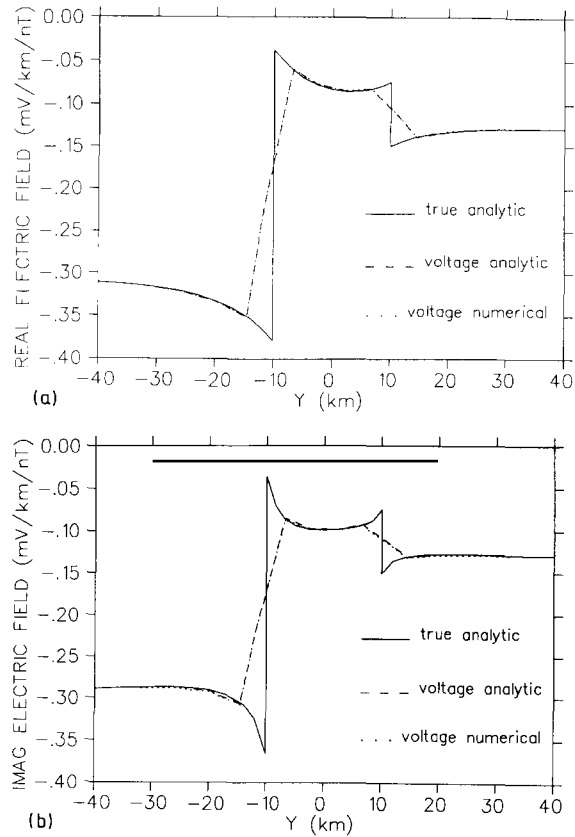 0.00
-.05
-.10
-.15
-.20
-.25
-.30
-.35
-.40
REAL ELECTRIC FIELD (mV/km/nT)
true analytic
voltage analytic
voltage numerical
-40 -30 -20 -10 0 10 20 30 40
Y (km)
(a)
0.00
-.05
-.10
-.15
-.20
-.25
-.30
-.35
-.40
IMAG ELECTRIC FIELD (mV/km/nT)
true analytic
voltage analytic
voltage numerical
-40 -30 -20 -10 0 10 20 30 40
Y (km)
(b)